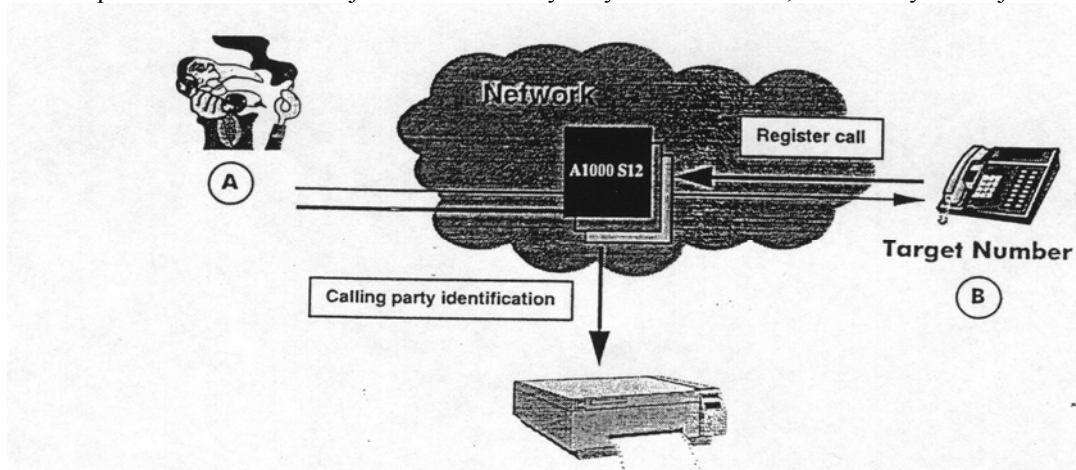 Network
Register call
A1000 S12
A
Target Number
B
Calling party identification